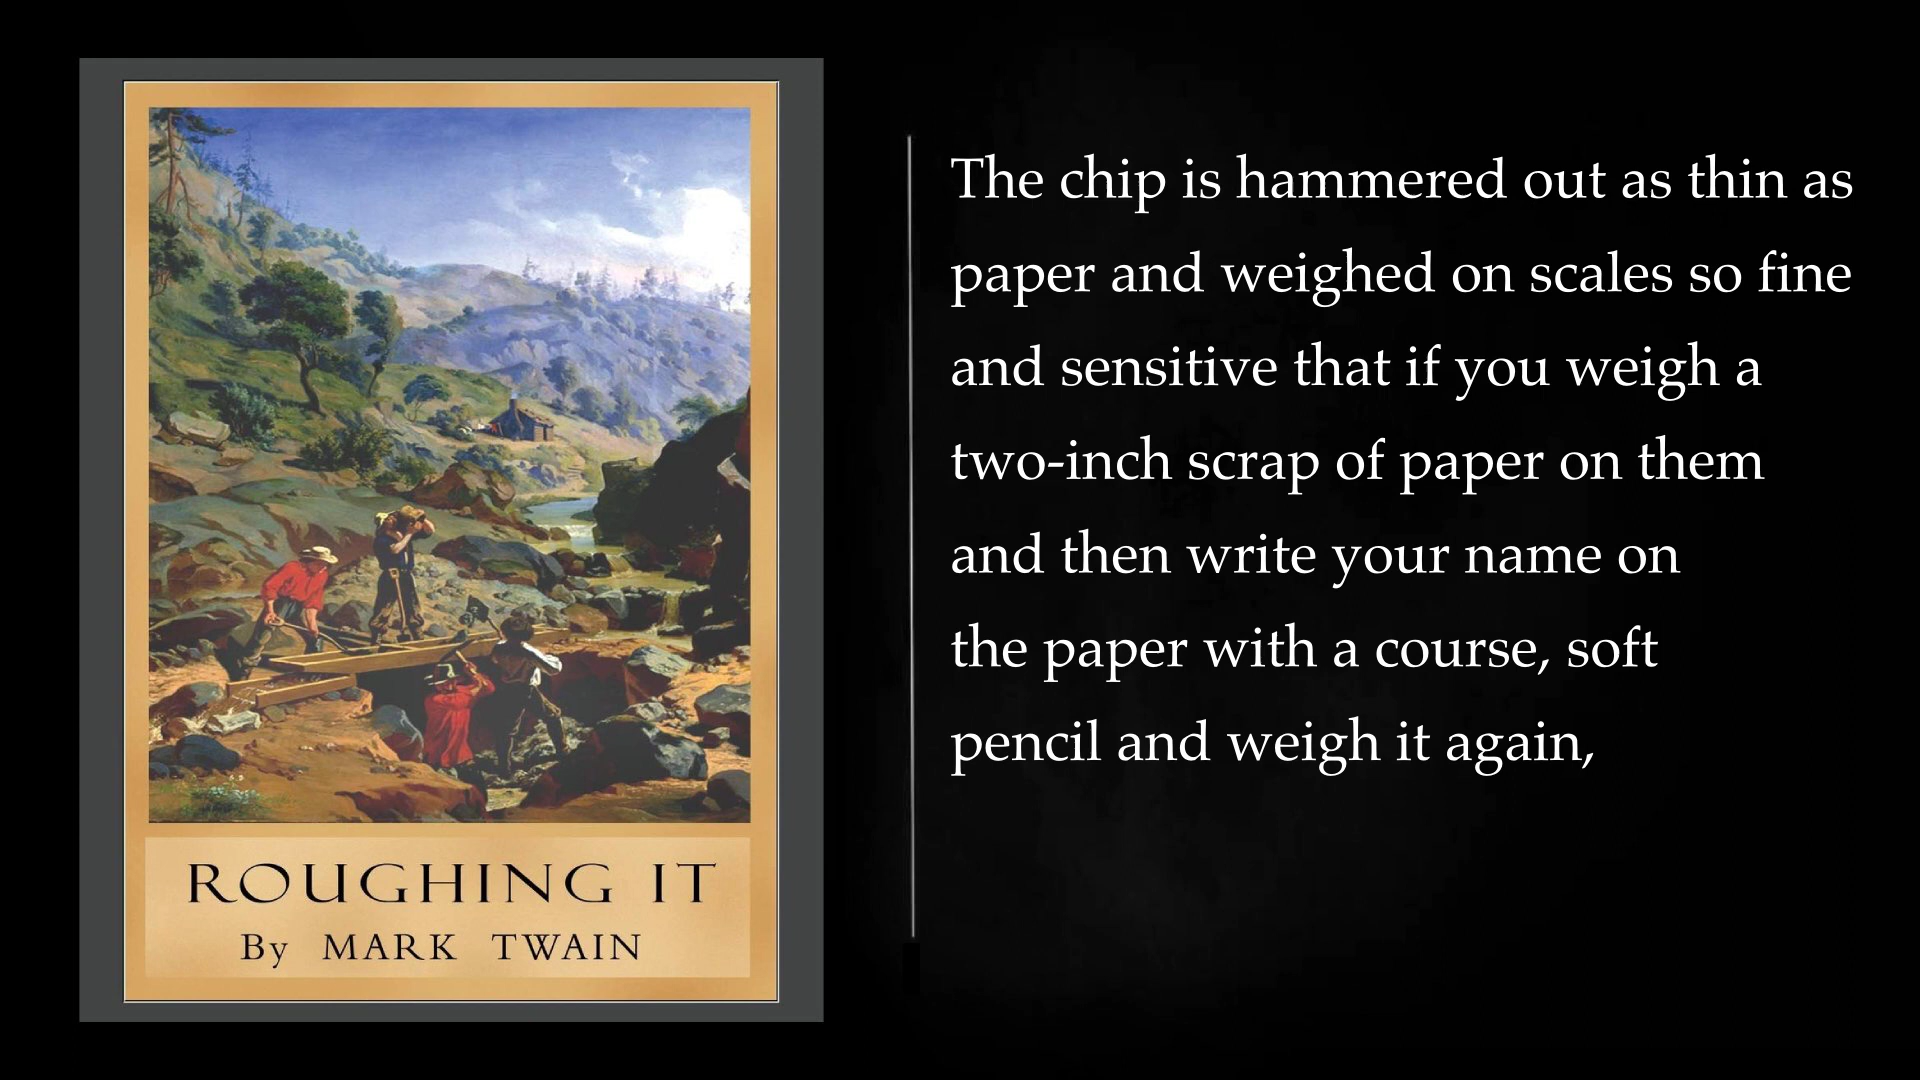 ROUGHING IT
By MARK TWAIN
The chip is hammered out as thin as
paper and weighed on scales so fine
and sensitive that if you weigh a
two-inch scrap of paper on them
and then write your name on
the paper with a course, soft
pencil and weigh it again,